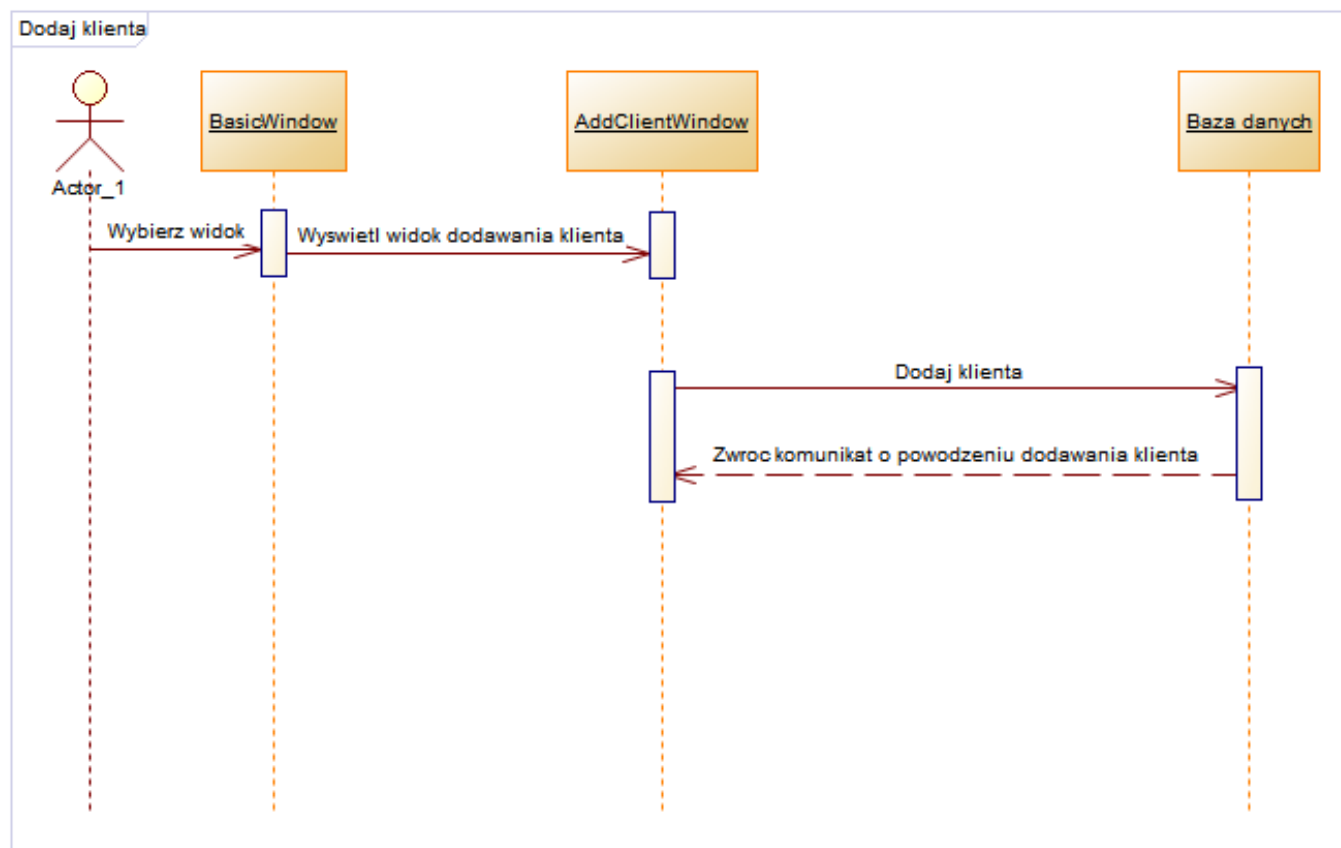 Dodaj klienta
BasicWindow
AddClientWindow
Baza danych
Actor_1
Wybierz widok
Wyswietl widok dodawania klienta
Dodaj klienta
Zwroc komunikat o powodzeniu dodawania klienta